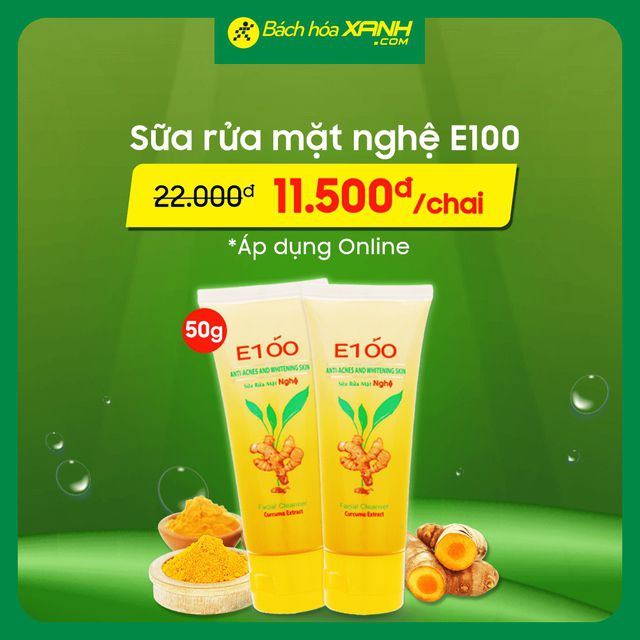 Bách hóa XANH
.COM
Sữa rửa mặt nghệ E100
22.000đ 11.500đ/chai
*Áp dụng Online
50g
E100
ANTI ACNES AND WHITENING SKIN
Sữa Rửa Mặt Nghệ
Facial Cleanser
Curcuma Extract
E100
ANTI ACNES AND WHITENING SKIN
Sữa Rửa Mặt Nghệ
Facial Cleanser
Curcuma Extract